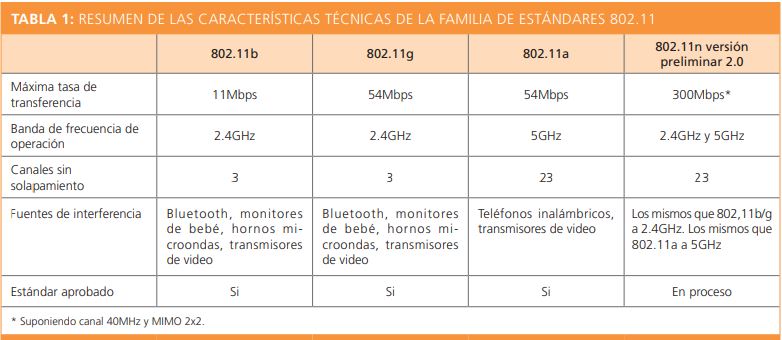 TABLA 1: RESUMEN DE LAS CARACTERÍSTICAS TÉCNICAS DE LA FAMILIA DE ESTÁNDARES 802.11
802.11b 802.11g 802.11a 802.11n versión
preliminar 2.0
Máxima tasa de
transferencia
11Mbps 54Mbps 54Mbps 300Mbps*
Banda de frecuencia de
operación
2.4GHz 2.4GHz 5GHz 2.4GHz y 5GHz
Canales sin
solapamiento
3 3 23 23
Fuentes de interferencia
Bluetooth, monitores
de bebé, hornos mi-
croondas, transmisores
de video
Bluetooth, monitores
de bebé, hornos mi-
croondas, transmisores
de video
Teléfonos inalámbricos,
transmisores de video
Los mismos que 802,11b/g
a 2.4GHz. Los mismos que
802.11a a 5GHz
Estándar aprobado Si Si Si En proceso
* Suponiendo canal 40MHz y MIMO 2x2.